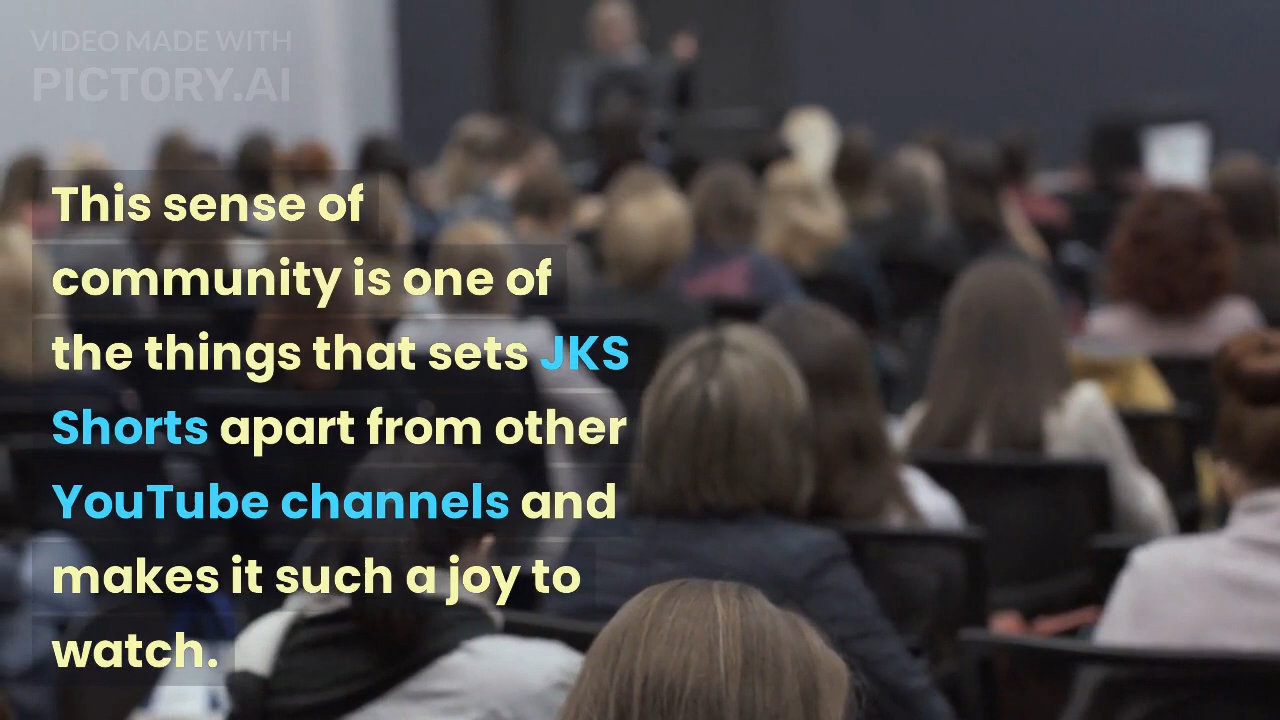 VIDEO MADE WITH
PICTORY.AI
This sense of
community is one of
the things that sets JKS
Shorts apart from other
YouTube channels and
makes it such a joy to
watch.